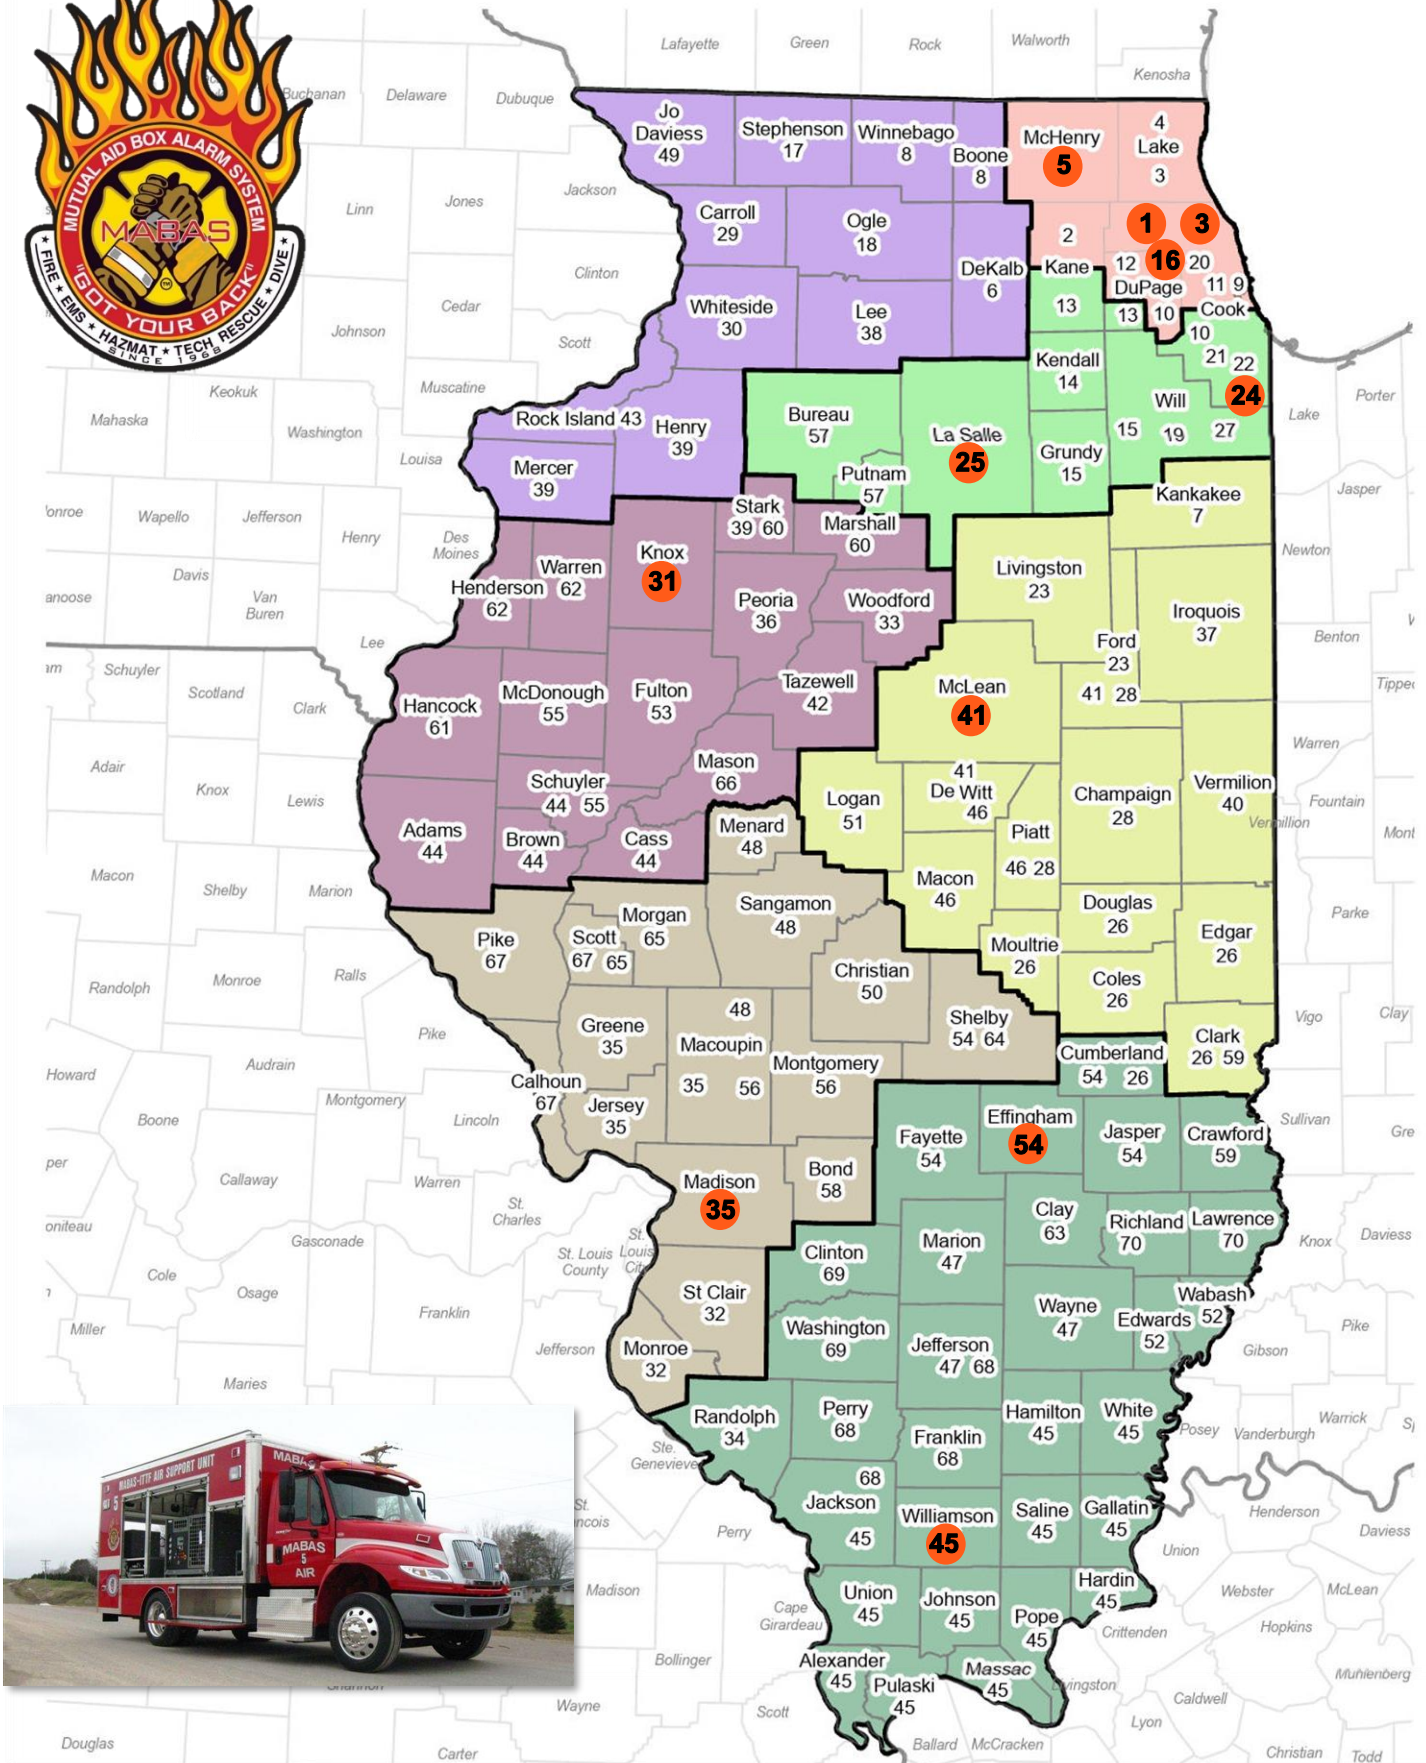 MUTUAL AID BOX ALARM SYSTEM
MABAS
"GOT YOUR BACK"
★ FIRE ★ EMS ★ HAZMAT ★ TECH RESCUE ★ DIVE ★
SINCE 1968
Lafayette
Green
Rock
Walworth
Kenosha
Buchanan
Delaware
Dubuque
Jackson
Linn
Jones
Clinton
Cedar
Johnson
Scott
Muscatine
Keokuk
Mahaska
Washington
Louisa
Wapello
Jefferson
Henry
Des
Moines
Davis
Van
Buren
Lee
Schuyler
Scotland
Clark
Adair
Knox
Lewis
Macon
Shelby
Marion
Randolph
Monroe
Ralls
Pike
Howard
Audrain
Boone
Montgomery
Lincoln
Callaway
Warren
St.
Charles
Gasconade
St. Louis
County
St.
Louis
City
Cole
Osage
Franklin
Miller
Jefferson
Maries
Ste.
Genevieve
St.
Perry
Madison
Cape
Girardeau
Bollinger
Wayne
Scott
Douglas
Carter
Jo
Daviess
49
Stephenson
17
Winnebago
8
Boone
8
McHenry
5
4
Lake
3
Carroll
29
Ogle
18
DeKalb
6
2
Kane
13
1
3
16
12
20
DuPage
11 9
13
10
Cook
10
21
22
24
Whiteside
30
Lee
38
Kendall
14
Will
15
19
27
Rock Island 43
Henry
39
Mercer
39
Bureau
57
Putnam
57
La Salle
25
Grundy
15
Kankakee
7
Stark
39 60
Marshall
60
Knox
31
Warren
62
Henderson
62
Peoria
36
Woodford
33
Livingston
23
Ford
23
41 28
Iroquois
37
Hancock
61
McDonough
55
Fulton
53
Tazewell
42
McLean
41
Mason
66
Schuyler
44 55
Adams
44
Brown
44
Cass
44
Menard
48
Logan
51
41
De Witt
46
Piatt
46 28
Champaign
28
Vermilion
40
Macon
46
Sangamon
48
Morgan
65
Scott
67 65
Pike
67
Christian
50
Moultrie
26
Douglas
26
Coles
26
Edgar
26
Clark
26 59
Shelby
54 64
Cumberland
54 26
Greene
35
48
Macoupin
35 56
Montgomery
56
Calhoun
67
Jersey
35
Fayette
54
Effingham
54
Jasper
54
Crawford
59
Madison
35
Bond
58
Clay
63
Richland
70
Lawrence
70
Clinton
69
Marion
47
St Clair
32
Wayne
47
Edwards
52
Wabash
52
Washington
69
Jefferson
47 68
Monroe
32
Randolph
34
Perry
68
Franklin
68
Hamilton
45
White
45
68
Jackson
45
Williamson
45
Saline
45
Gallatin
45
Union
45
Johnson
45
Pope
45
Hardin
45
Alexander
45
Pulaski
45
Massac
45
Lake
Porter
Jasper
Newton
Benton
Warren
Fountain
Vermillion
Parke
Vigo
Clay
Sullivan
Knox
Daviess
Pike
Gibson
Posey
Vanderburgh
Warrick
Henderson
Daviess
Union
Webster
McLean
Crittenden
Hopkins
Livingston
Caldwell
Muhlenberg
Lyon
Ballard
McCracken
Christian
Todd
MABAS-ITTF AIR SUPPORT UNIT
5
MABAS
5
AIR